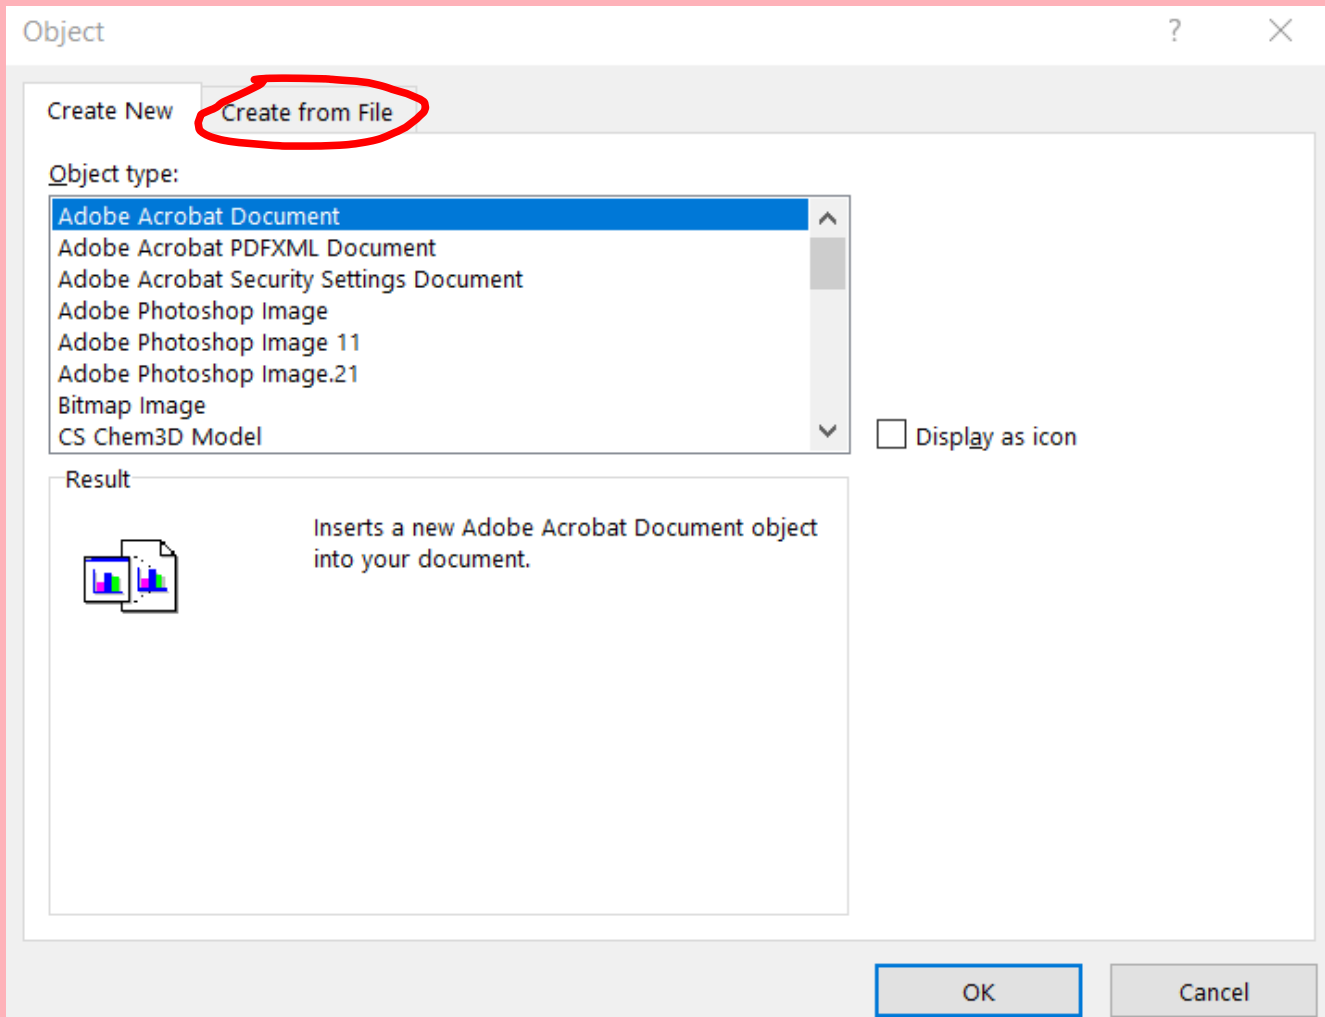 Object
?
Create New
Create from File
Object type:
Adobe Acrobat Document
Adobe Acrobat PDFXML Document
Adobe Acrobat Security Settings Document
Adobe Photoshop Image
Adobe Photoshop Image 11
Adobe Photoshop Image.21
Bitmap Image
CS Chem3D Model
Display as icon
Result
Inserts a new Adobe Acrobat Document object
into your document.
OK
Cancel